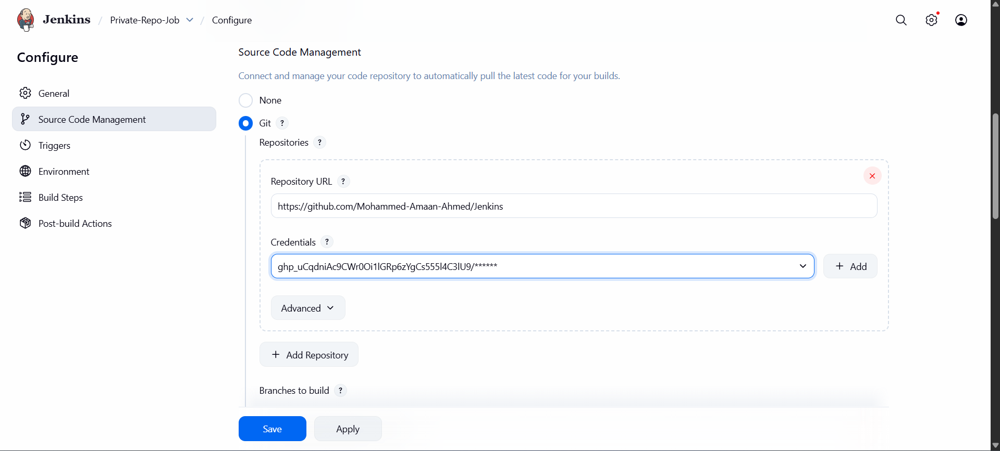 Jenkins / Private-Repo-Job / Configure
Configure
General
Source Code Management
Triggers
Environment
Build Steps
Post-build Actions
Source Code Management
Connect and manage your code repository to automatically pull the latest code for your builds.
None
Git ?
Repositories ?
Repository URL ?
https://github.com/Mohammed-Amaan-Ahmed/Jenkins
Credentials ?
+ Add
Advanced
+ Add Repository
Branches to build ?
Save Apply